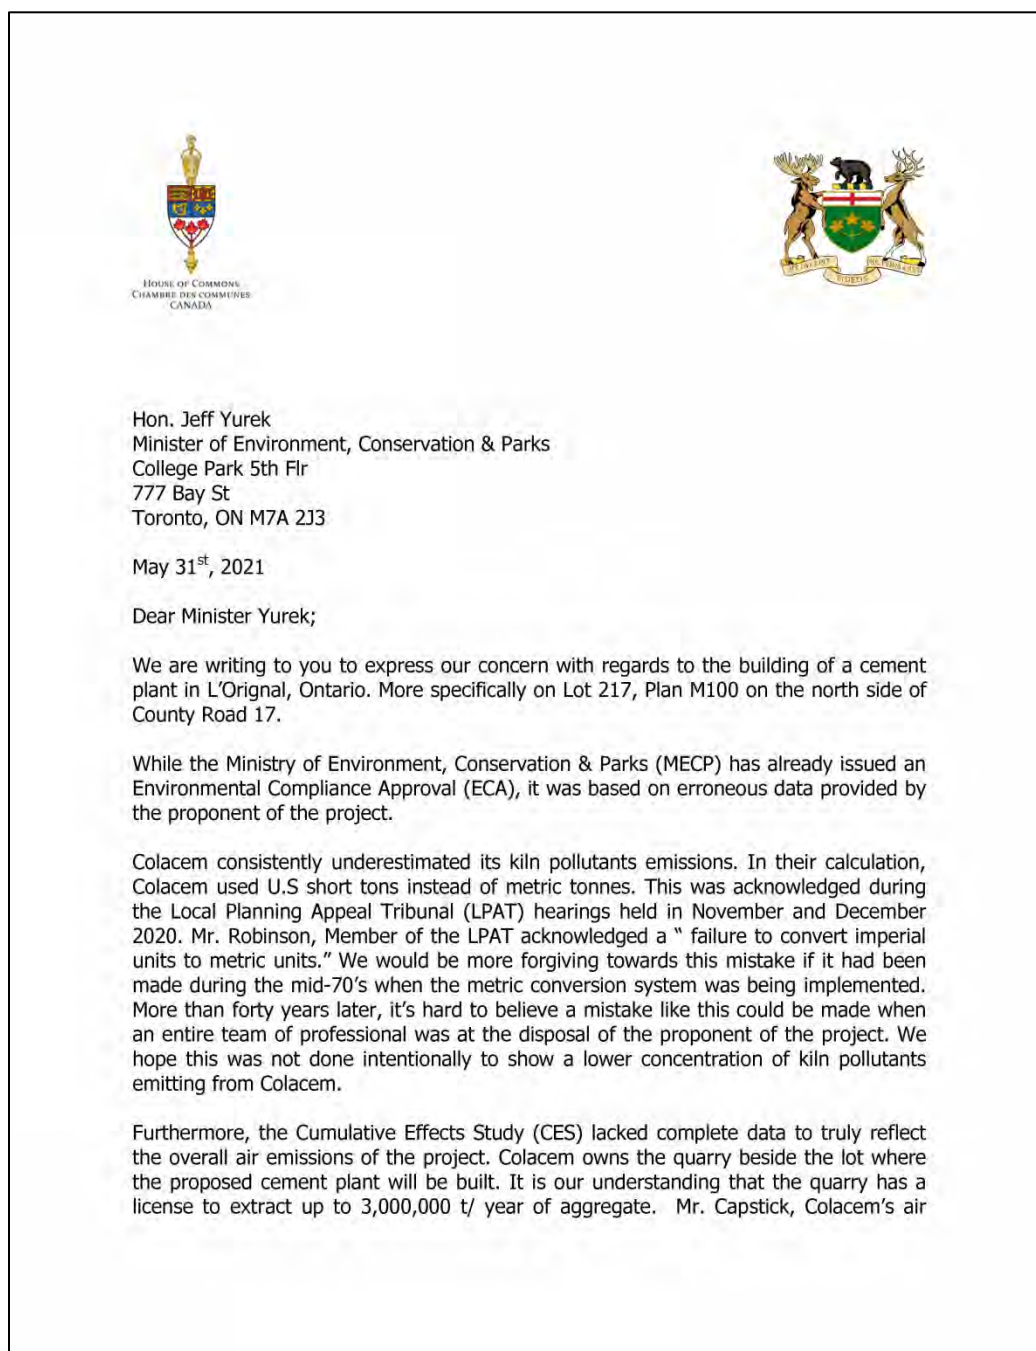 HOUSE OF COMMONS
CHAMBRE DES COMMUNES
CANADA
Hon. Jeff Yurek
Minister of Environment, Conservation & Parks
College Park 5th Flr
777 Bay St
Toronto, ON M7A 2J3
May 31st, 2021
Dear Minister Yurek;
We are writing to you to express our concern with regards to the building of a cement
plant in L'Orignal, Ontario. More specifically on Lot 217, Plan M100 on the north side of
County Road 17.
While the Ministry of Environment, Conservation & Parks (MECP) has already issued an
Environmental Compliance Approval (ECA), it was based on erroneous data provided by
the proponent of the project.
Colacem consistently underestimated its kiln pollutants emissions. In their calculation,
Colacem used U.S short tons instead of metric tonnes. This was acknowledged during
the Local Planning Appeal Tribunal (LPAT) hearings held in November and December
2020. Mr. Robinson, Member of the LPAT acknowledged a " failure to convert imperial
units to metric units." We would be more forgiving towards this mistake if it had been
made during the mid-70's when the metric conversion system was being implemented.
More than forty years later, it's hard to believe a mistake like this could be made when
an entire team of professional was at the disposal of the proponent of the project. We
hope this was not done intentionally to show a lower concentration of kiln pollutants
emitting from Colacem.
Furthermore, the Cumulative Effects Study (CES) lacked complete data to truly reflect
the overall air emissions of the project. Colacem owns the quarry beside the lot where
the proposed cement plant will be built. It is our understanding that the quarry has a
license to extract up to 3,000,000 t/ year of aggregate.  Mr. Capstick, Colacem's air